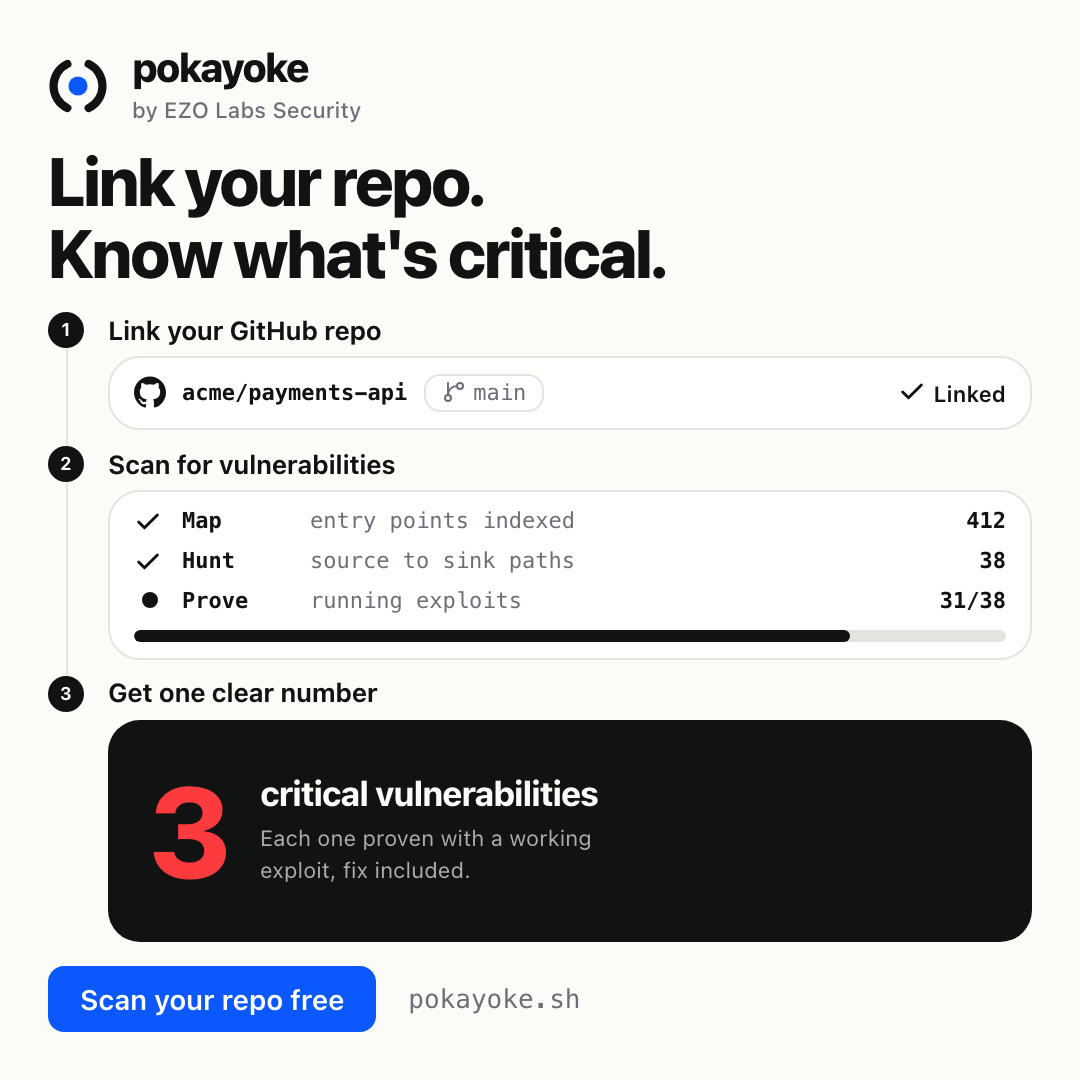 pokayoke
by EZO Labs Security
Link your repo.
Know what's critical.
1 Link your GitHub repo
acme/payments-api main Linked
2 Scan for vulnerabilities
Map entry points indexed 412
Hunt source to sink paths 38
Prove running exploits 31/38
3 Get one clear number
3 critical vulnerabilities
Each one proven with a working
exploit, fix included.
Scan your repo free pokayoke.sh